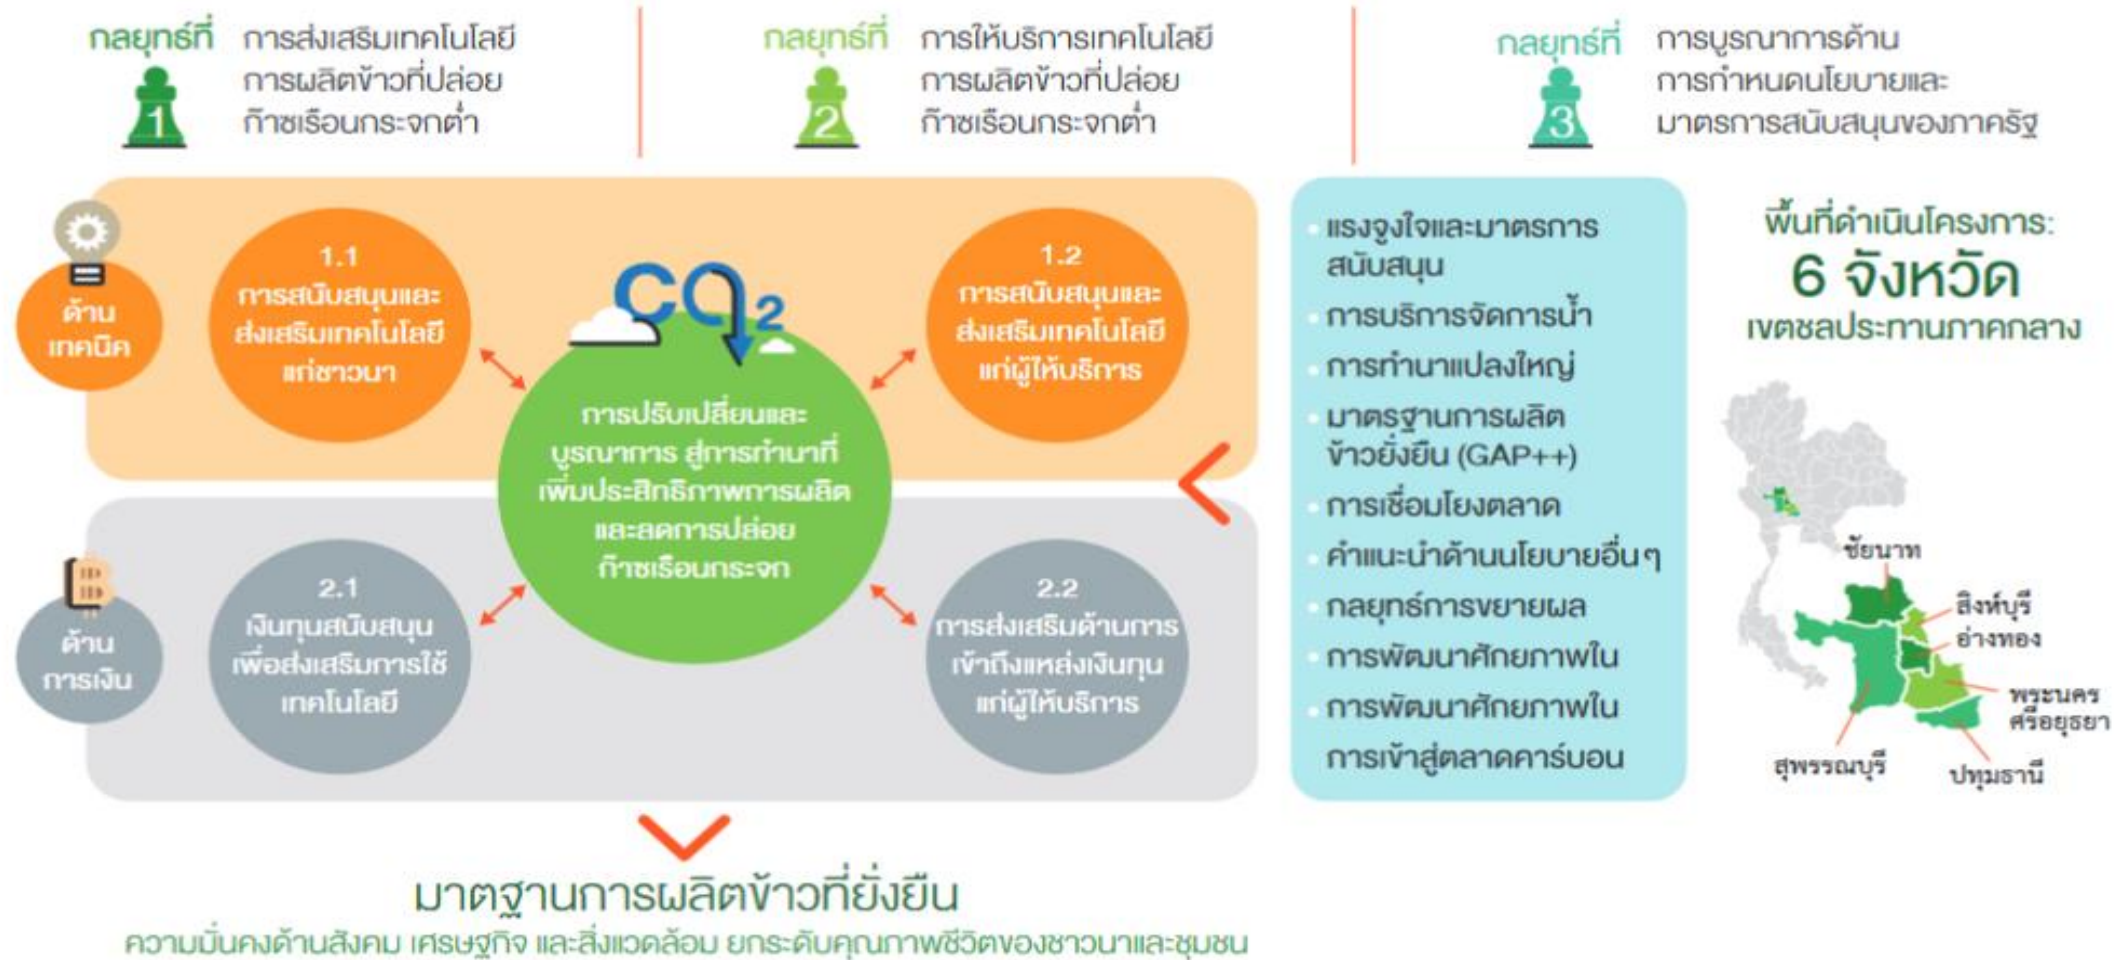 กลยุทธ์ที่
1
การส่งเสริมเทคโนโลยี
การผลิตข้าวที่ปล่อย
ก๊าซเรือนกระจกต่ำ
กลยุทธ์ที่
2
การให้บริการเทคโนโลยี
การผลิตข้าวที่ปล่อย
ก๊าซเรือนกระจกต่ำ
กลยุทธ์ที่
3
การบูรณาการด้าน
การกำหนดนโยบายและ
มาตรการสนับสนุนของภาครัฐ
ด้าน
เทคนิค
1.1
การสนับสนุนและ
ส่งเสริมเทคโนโลยี
แก่ชาวนา
CO2
การปรับเปลี่ยนและ
บูรณาการ สู่การทำนาที่
เพิ่มประสิทธิภาพการผลิต
และลดการปล่อย
ก๊าซเรือนกระจก
1.2
การสนับสนุนและ
ส่งเสริมเทคโนโลยี
แก่ผู้ให้บริการ
ด้าน
การเงิน
2.1
เงินทุนสนับสนุน
เพื่อส่งเสริมการใช้
เทคโนโลยี
2.2
การส่งเสริมด้านการ
เข้าถึงแหล่งเงินทุน
แก่ผู้ให้บริการ
แรงจูงใจและมาตรการ
สนับสนุน
การบริการจัดการน้ำ
การทำนาแปลงใหญ่
มาตรฐานการผลิต
ข้าวยั่งยืน (GAP++)
การเชื่อมโยงตลาด
คำแนะนำด้านนโยบายอื่นๆ
กลยุทธ์การขยายผล
การพัฒนาศักยภาพใน
การพัฒนาศักยภาพใน
การเข้าสู่ตลาดคาร์บอน
พื้นที่ดำเนินโครงการ:
6 จังหวัด
เขตชลประทานภาคกลาง
ชัยนาท
สิงห์บุรี
อ่างทอง
พระนคร
ศรีอยุธยา
สุพรรณบุรี
ปทุมธานี
มาตฐานการผลิตข้าวที่ยั่งยืน
ความมั่นคงด้านสังคม เศรษฐกิจ และสิ่งแวดล้อม ยกระดับคุณภาพชีวิตของชาวนาและชุมชน